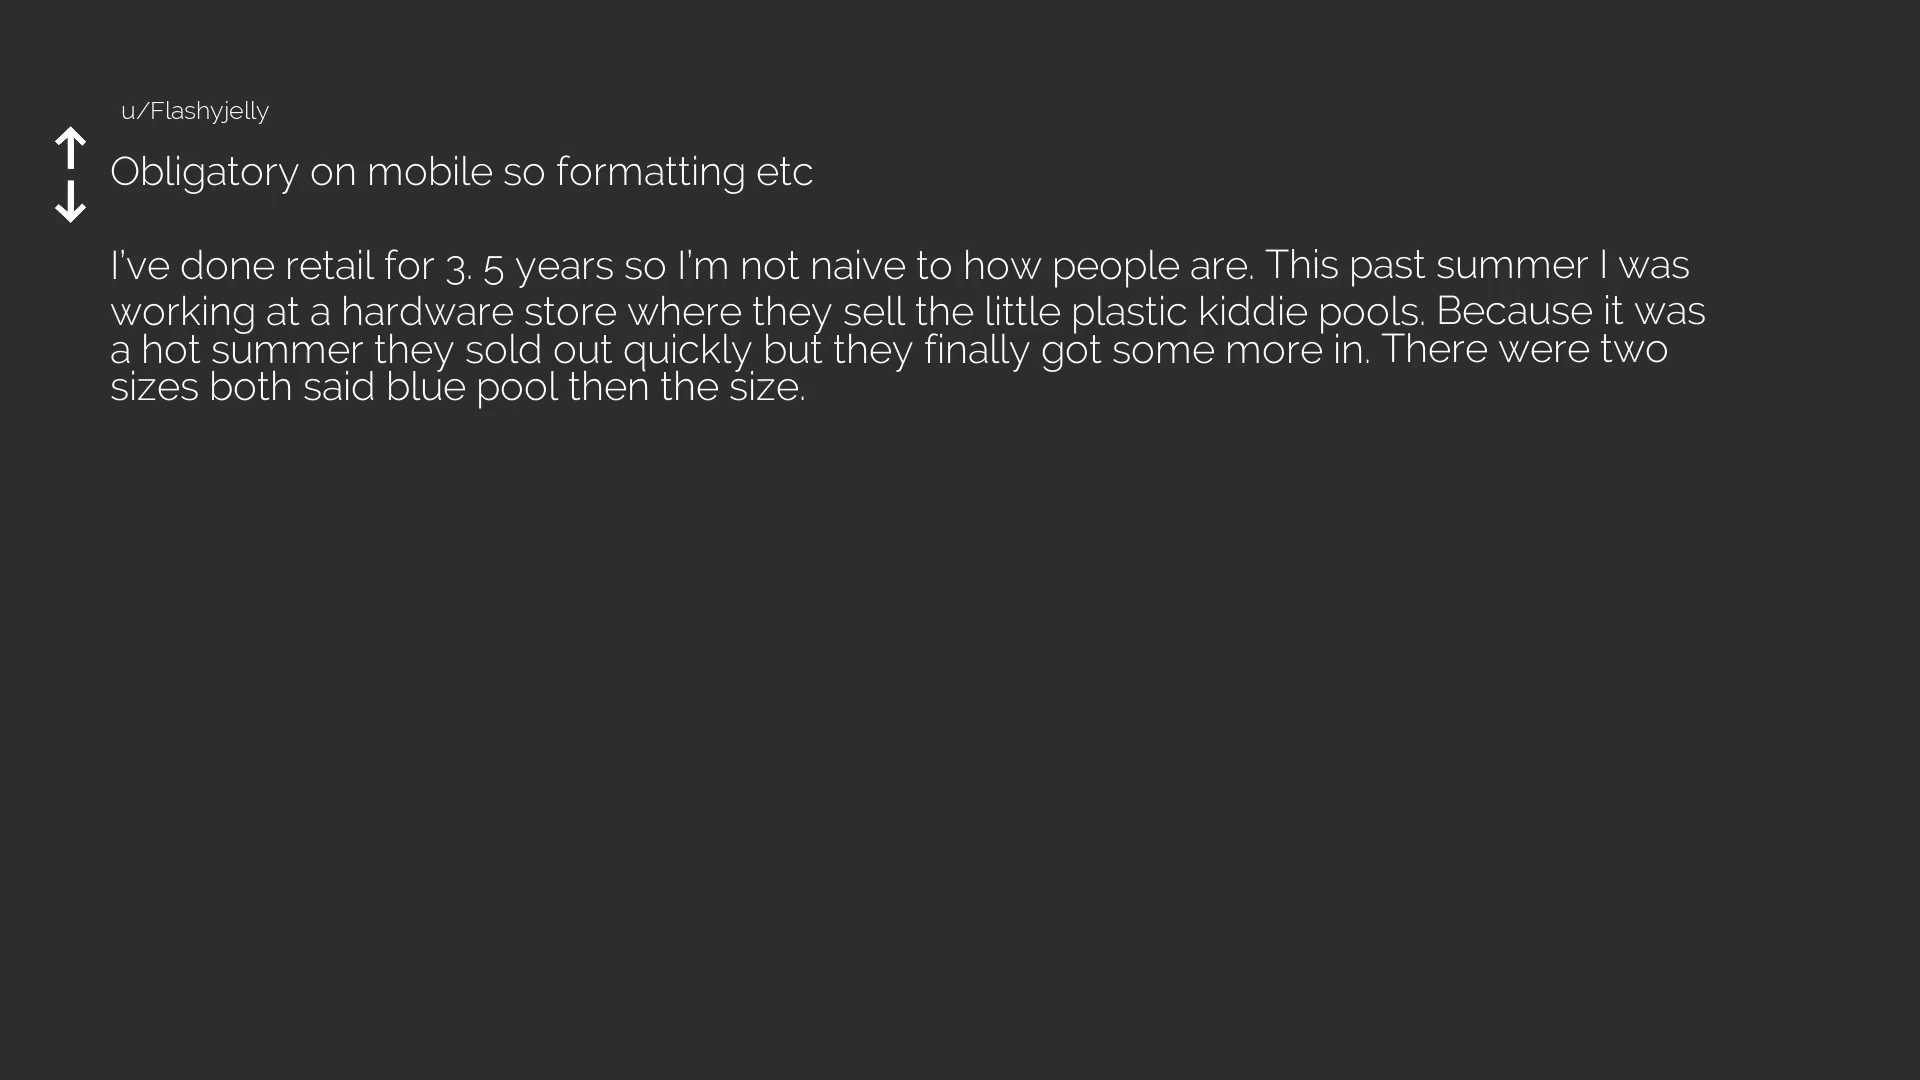 u/Flashyjelly
Obligatory on mobile so formatting etc
I've done retail for 3. 5 years so I'm not naive to how people are. This past summer I was
working at a hardware store where they sell the little plastic kiddie pools. Because it was
a hot summer they sold out quickly but they finally got some more in. There were two
sizes both said blue pool then the size.